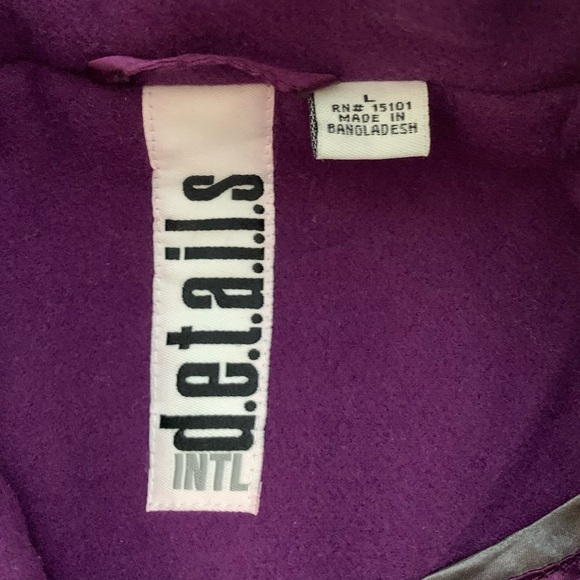 d.e.t.a.i.l.s
INTL
L
RN# 15101
MADE IN
BANGLADESH